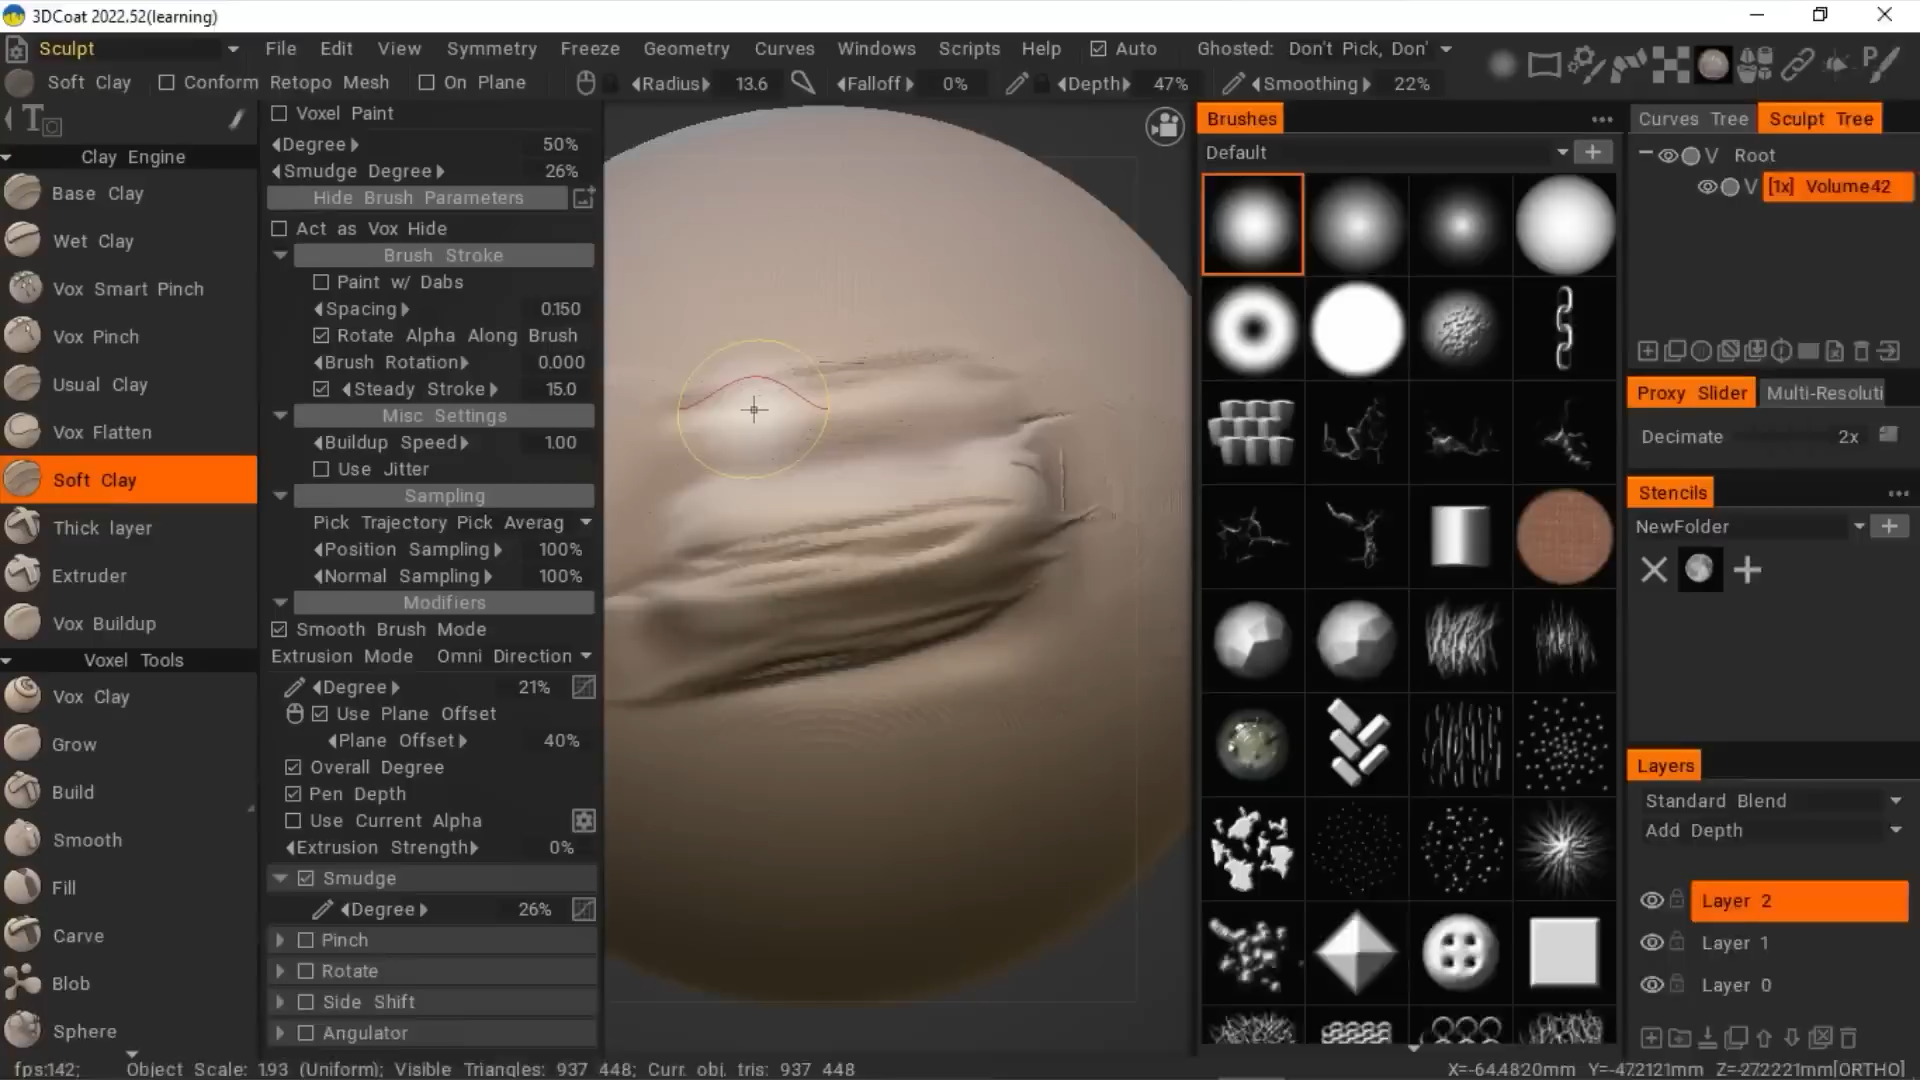 3DCoat 2022.52(learning)
Sculpt File Edit View Symmetry Freeze Geometry Curves Windows Scripts Help Auto Ghosted: Don't Pick, Don'
Soft Clay Conform Retopo Mesh On Plane Radius 13.6 Falloff 0% Depth 47% Smoothing 22%
T
Clay Engine
Base Clay
Wet Clay
Vox Smart Pinch
Vox Pinch
Usual Clay
Vox Flatten
Soft Clay
Thick layer
Extruder
Vox Buildup
Voxel Tools
Vox Clay
Grow
Build
Smooth
Fill
Carve
Blob
Sphere
Voxel Paint
Degree 50%
Smudge Degree 26%
Hide Brush Parameters
Act as Vox Hide
Brush Stroke
Paint w/ Dabs
Spacing 0.150
Rotate Alpha Along Brush
Brush Rotation 0.000
Steady Stroke 15.0
Misc Settings
Buildup Speed 1.00
Use Jitter
Sampling
Pick Trajectory Pick Averag
Position Sampling 100%
Normal Sampling 100%
Modifiers
Smooth Brush Mode
Extrusion Mode Omni Direction
Degree 21%
Use Plane Offset
Plane Offset 40%
Overall Degree
Pen Depth
Use Current Alpha
Extrusion Strength 0%
Smudge
Degree 26%
Pinch
Rotate
Side Shift
Angulator
Brushes
Default
Curves Tree Sculpt Tree
V Root
V [1x] Volume42
Proxy Slider Multi-Resoluti
Decimate 2x
Stencils
NewFolder
Layers
Standard Blend
Add Depth
Layer 2
Layer 1
Layer 0
fps:142; Object Scale: 1.93 (Uniform); Visible Triangles: 937 448; Curr. obj. tris: 937 448
X=-64.4820mm Y=-47.2121mm Z=-27.2221mm[ORTHO]